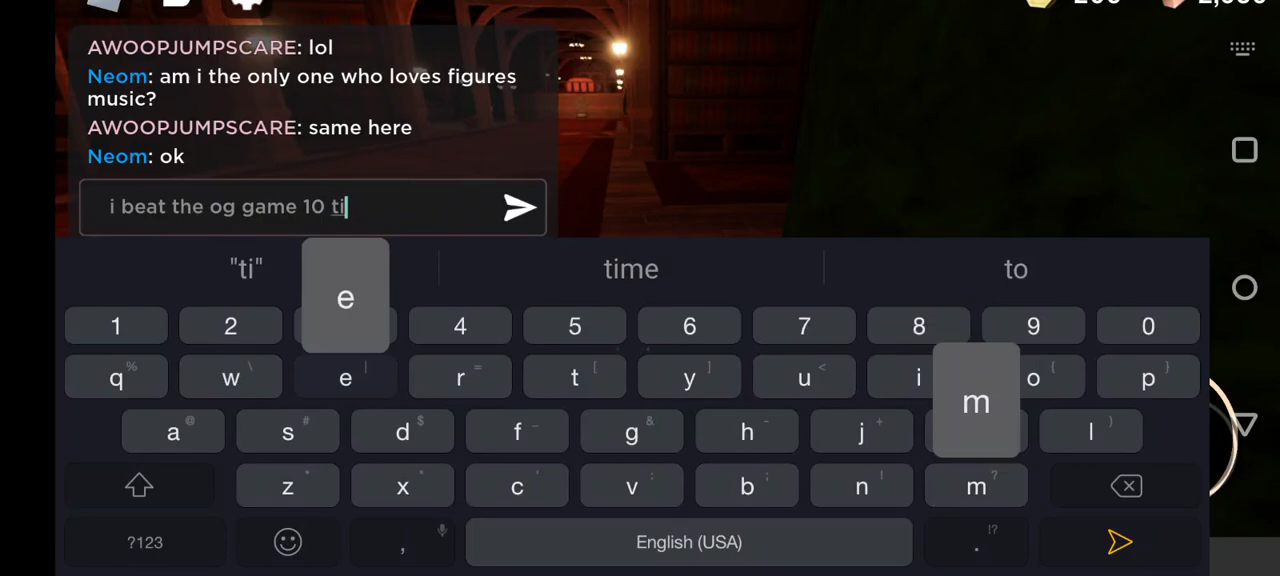 AWOOPJUMPSCARE: lol
Neom: am i the only one who loves figures
music?
AWOOPJUMPSCARE: same here
Neom: ok
i beat the og game 10 ti
"ti" time to
e
1 2 4 5 6 7 8 9 0
q % w \ e | r = t [ y ] u < i o { p }
m
a @ s # d $ f _ g & h - j + l )
z * x " c ' v : b ; n ! m ?
?123 , English (USA) . !?